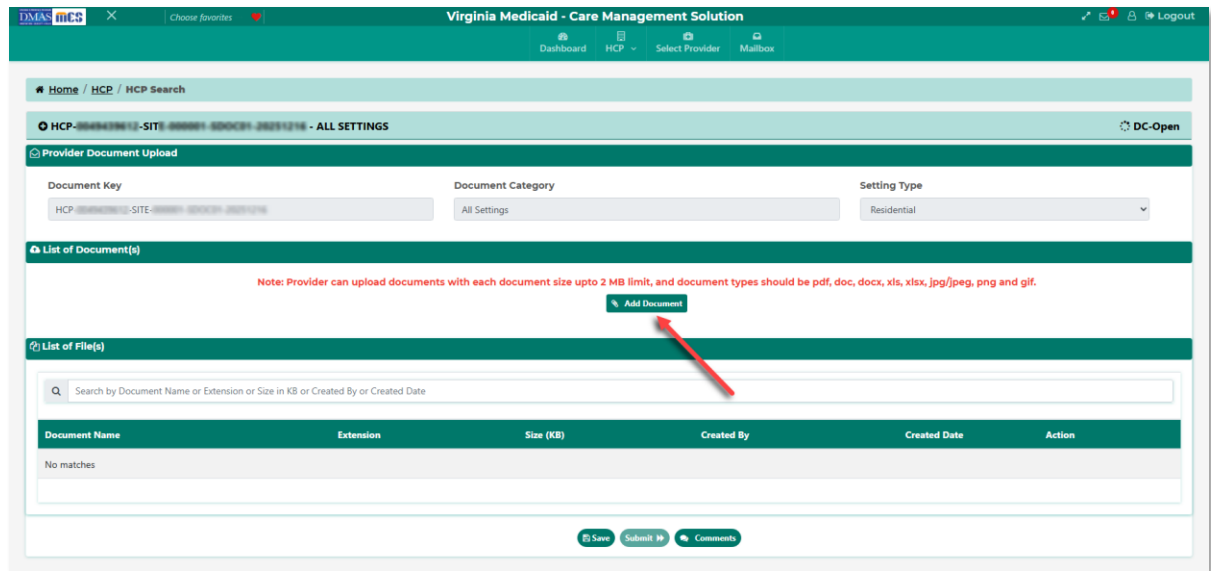 DMAS MCS
Choose favorites
Virginia Medicaid - Care Management Solution
Logout
Dashboard HCP Select Provider Mailbox
Home / HCP / HCP Search
HCP- -SIT - ALL SETTINGS DC-Open
Provider Document Upload
Document Key Document Category Setting Type
HCP- -SITE- All Settings Residential
List of Document(s)
Note: Provider can upload documents with each document size upto 2 MB limit, and document types should be pdf, doc, docx, xls, xlsx, jpg/jpeg, png and gif.
Add Document
List of File(s)
Search by Document Name or Extension or Size in KB or Created By or Created Date
Document Name Extension Size (KB) Created By Created Date Action
No matches
Save Submit Comments